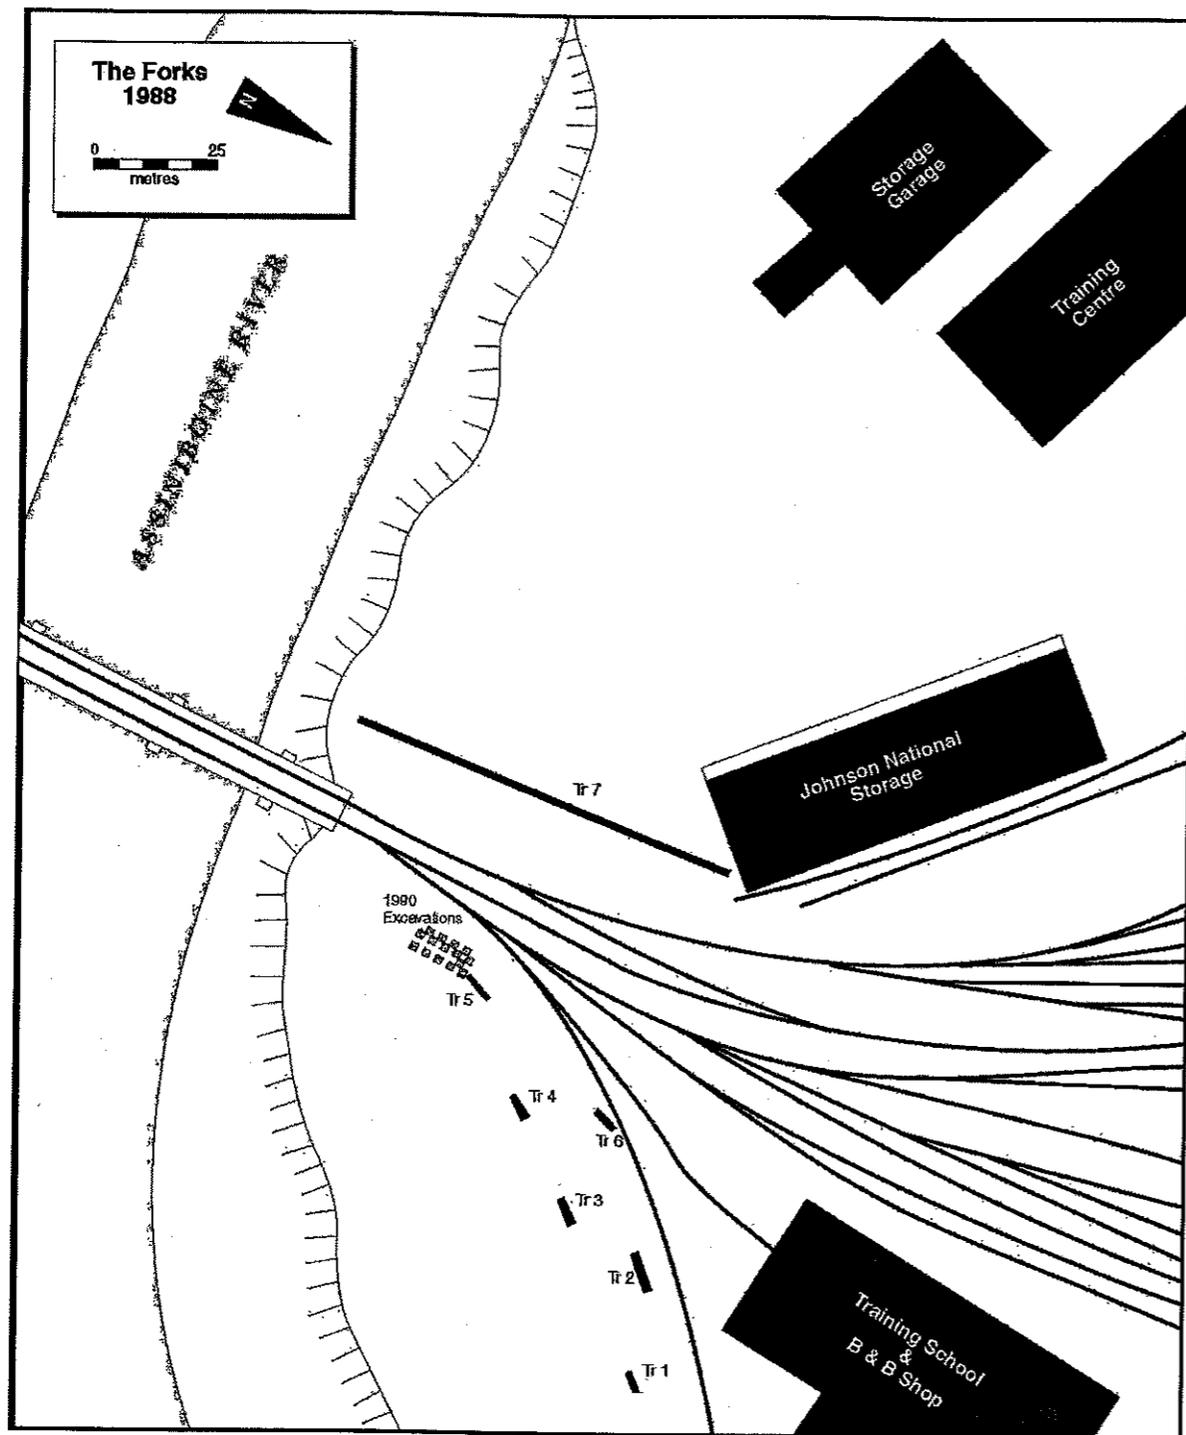 The Forks
1988
N
0 25
metres
ASSINIBOINE RIVER
Storage
Garage
Training
Centre
Johnson National
Storage
Tr 7
1990
Excavations
Tr 5
Tr 4
Tr 6
Tr 3
Tr 2
Tr 1
Training School
&
B & B Shop